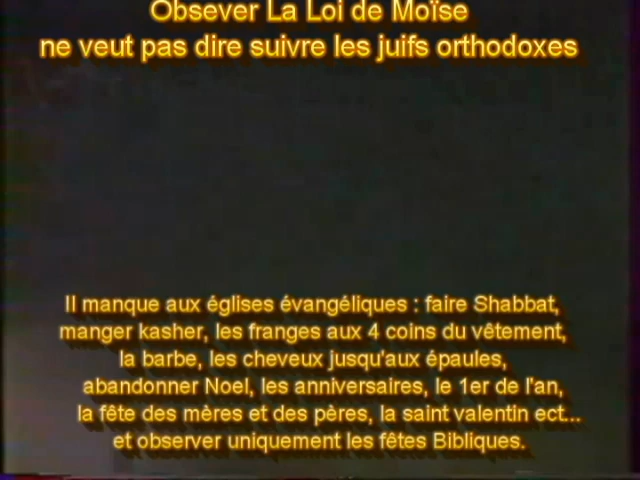 Obsever La Loi de Moïse
ne veut pas dire suivre les juifs orthodoxes
Il manque aux églises évangéliques : faire Shabbat,
manger kasher, les franges aux 4 coins du vêtement,
la barbe, les cheveux jusqu'aux épaules,
abandonner Noel, les anniversaires, le 1er de l'an,
la fête des mères et des pères, la saint valentin ect...
et observer uniquement les fêtes Bibliques.